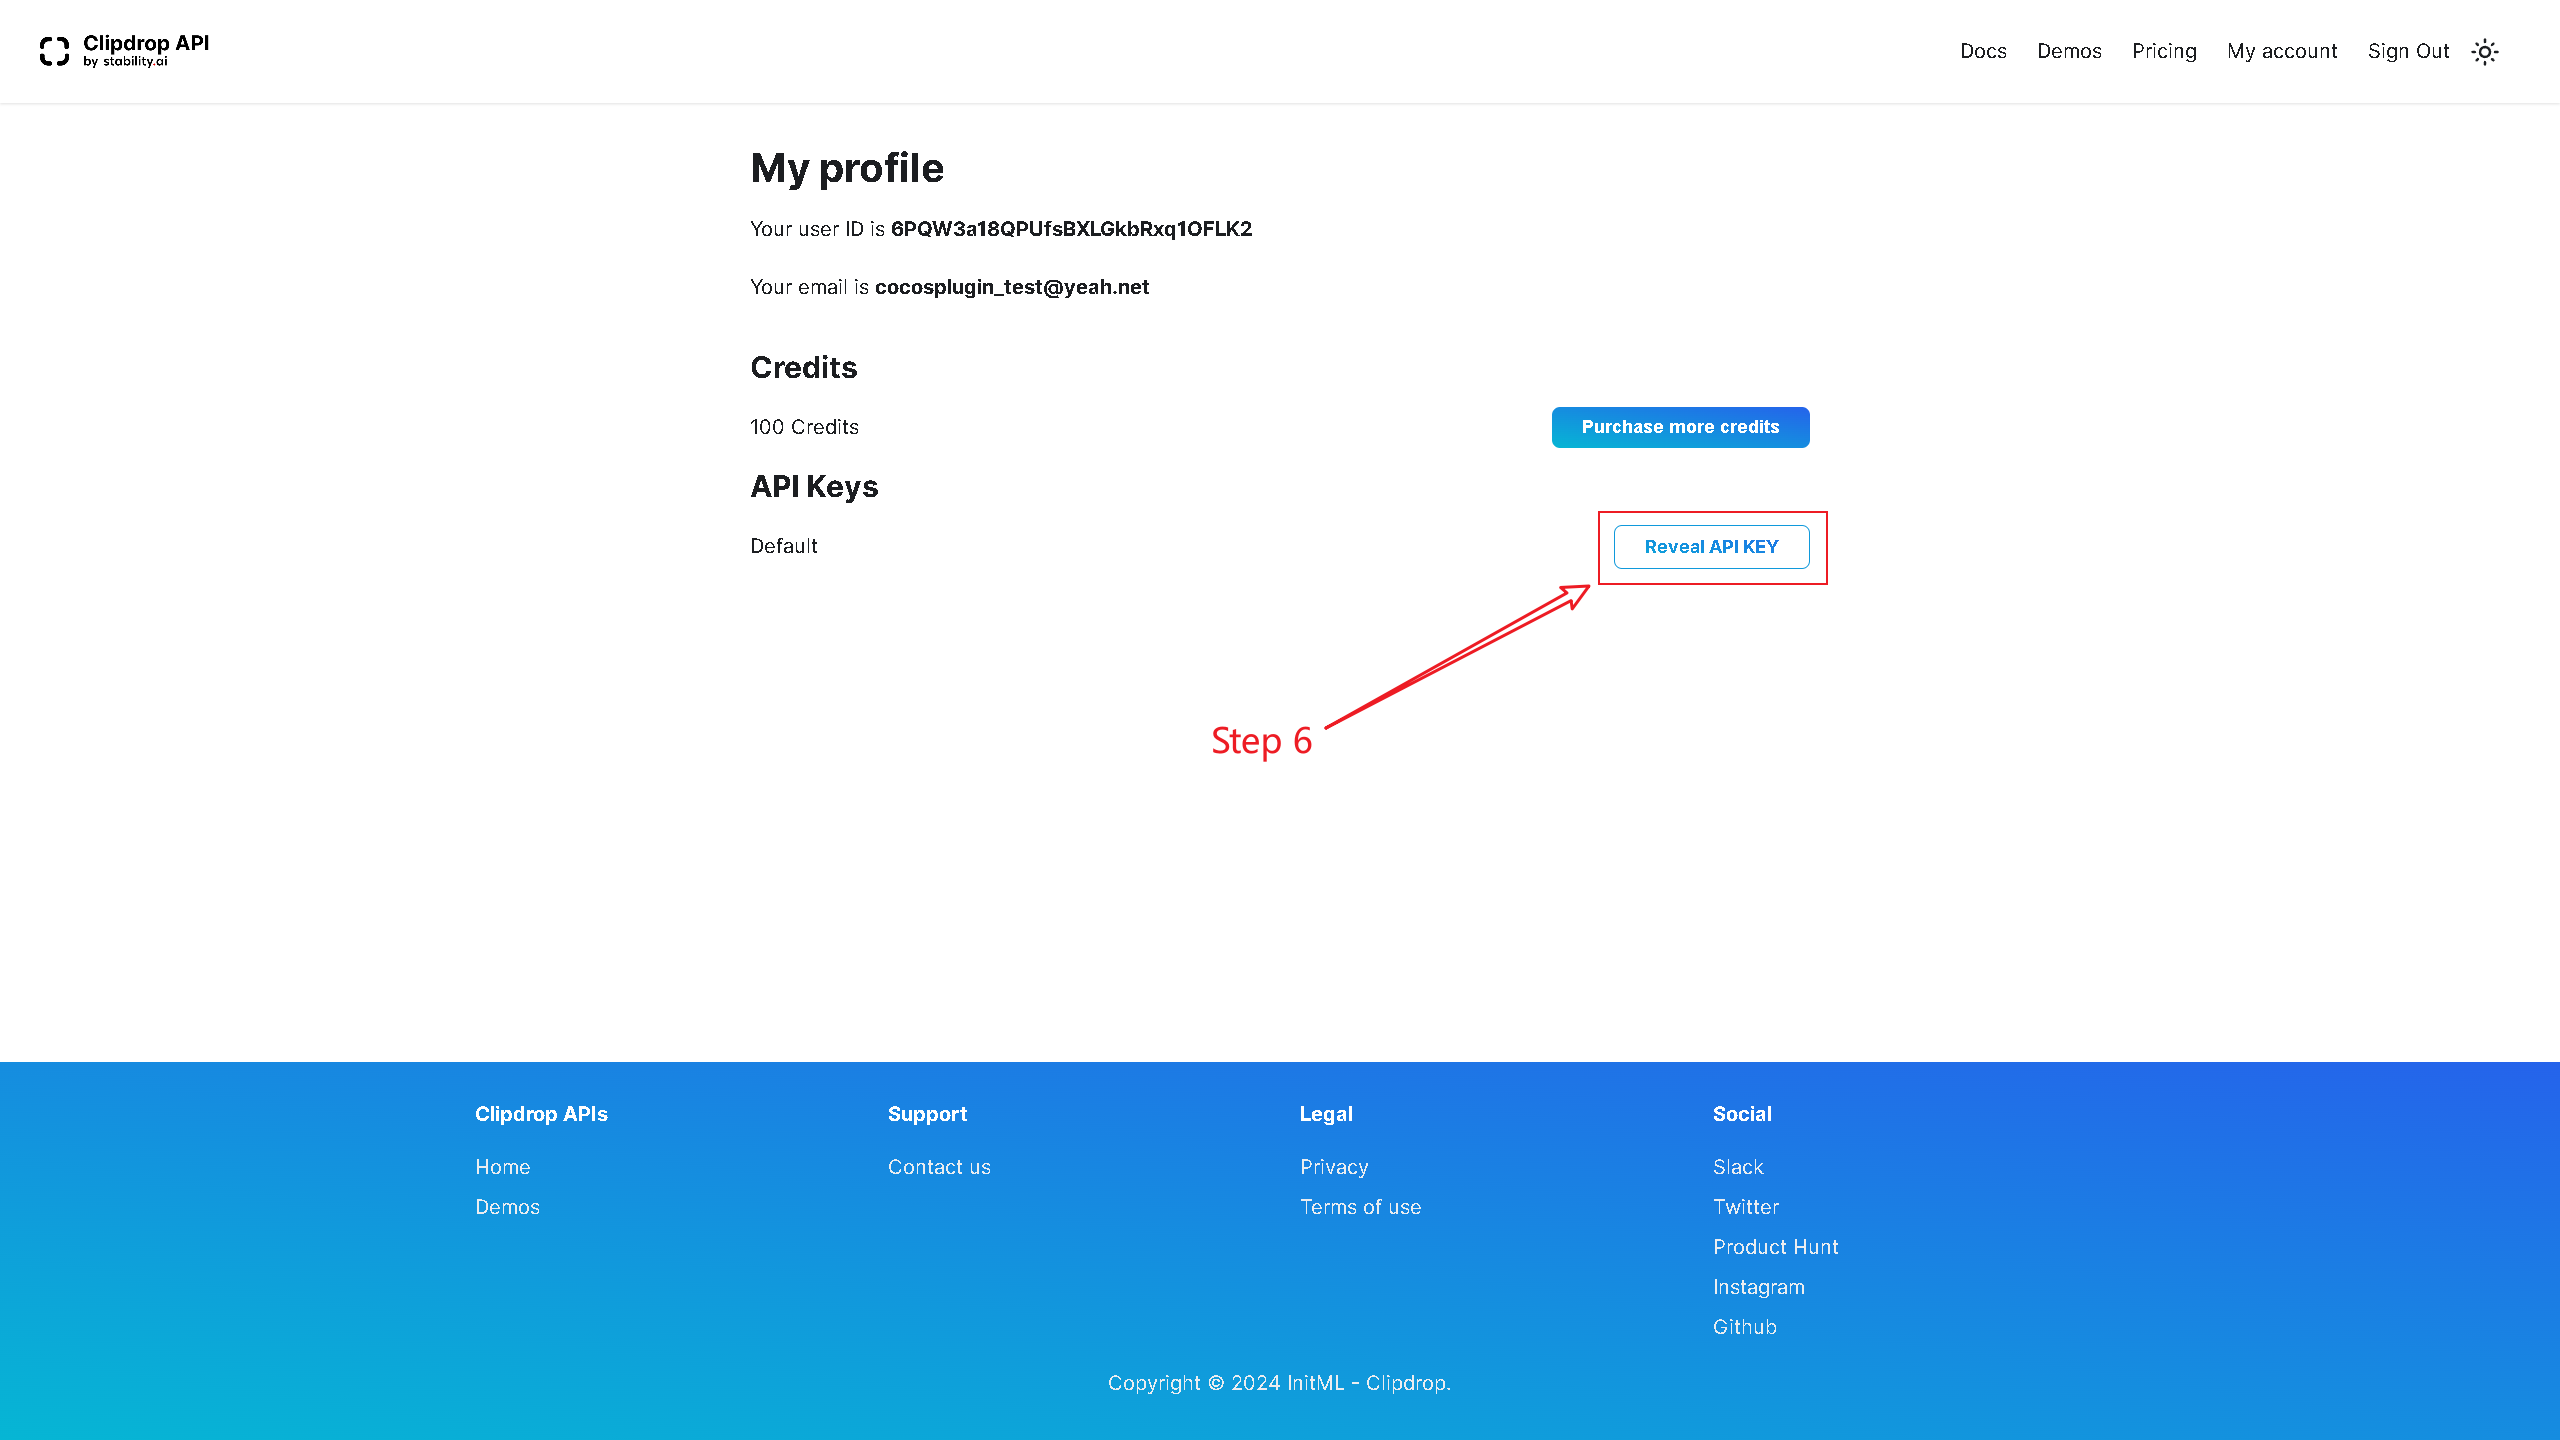 Clipdrop API
by stability.ai
Docs Demos Pricing My account Sign Out
My profile
Your user ID is 6PQW3a18QPUfsBXLGkbRxq1OFLK2
Your email is cocosplugin_test@yeah.net
Credits
100 Credits Purchase more credits
API Keys
Default Reveal API KEY
Step 6
Clipdrop APIs Support Legal Social
Home Contact us Privacy Slack
Demos Terms of use Twitter
Product Hunt
Instagram
Github
Copyright © 2024 InitML - Clipdrop.